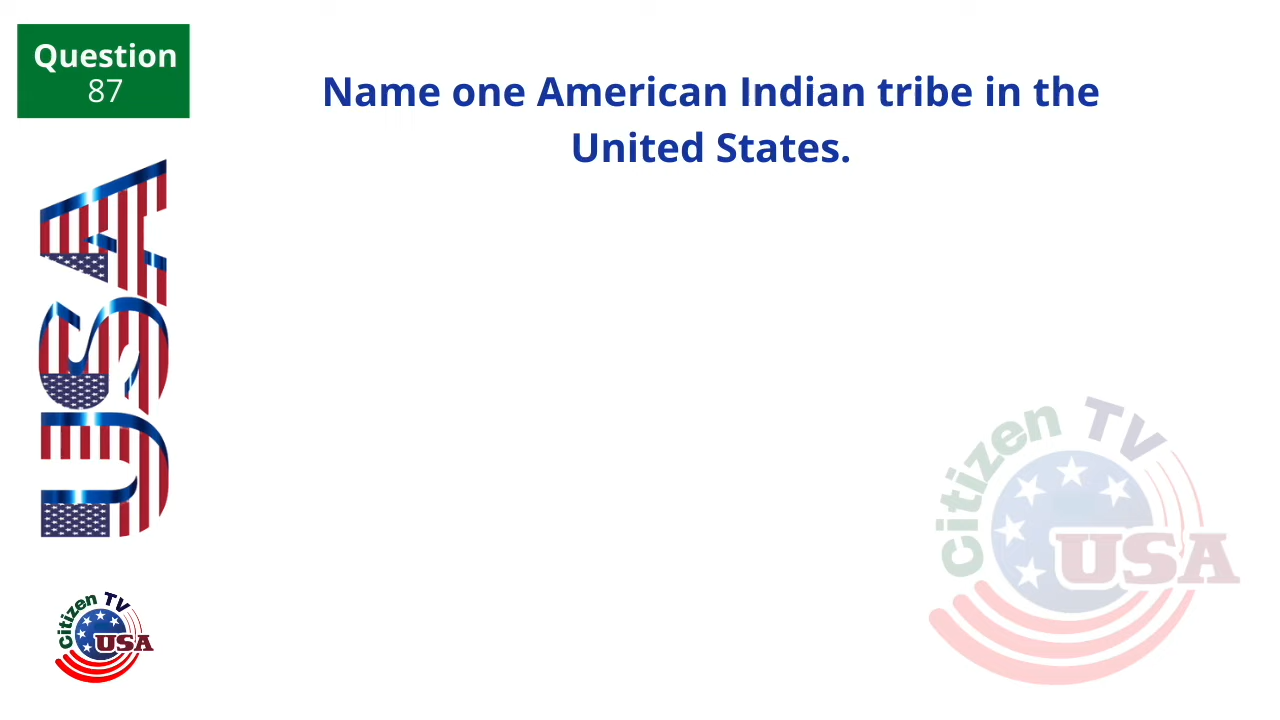 Question
87
Name one American Indian tribe in the
United States.
USA
Citizen TV
USA
Citizen TV
USA